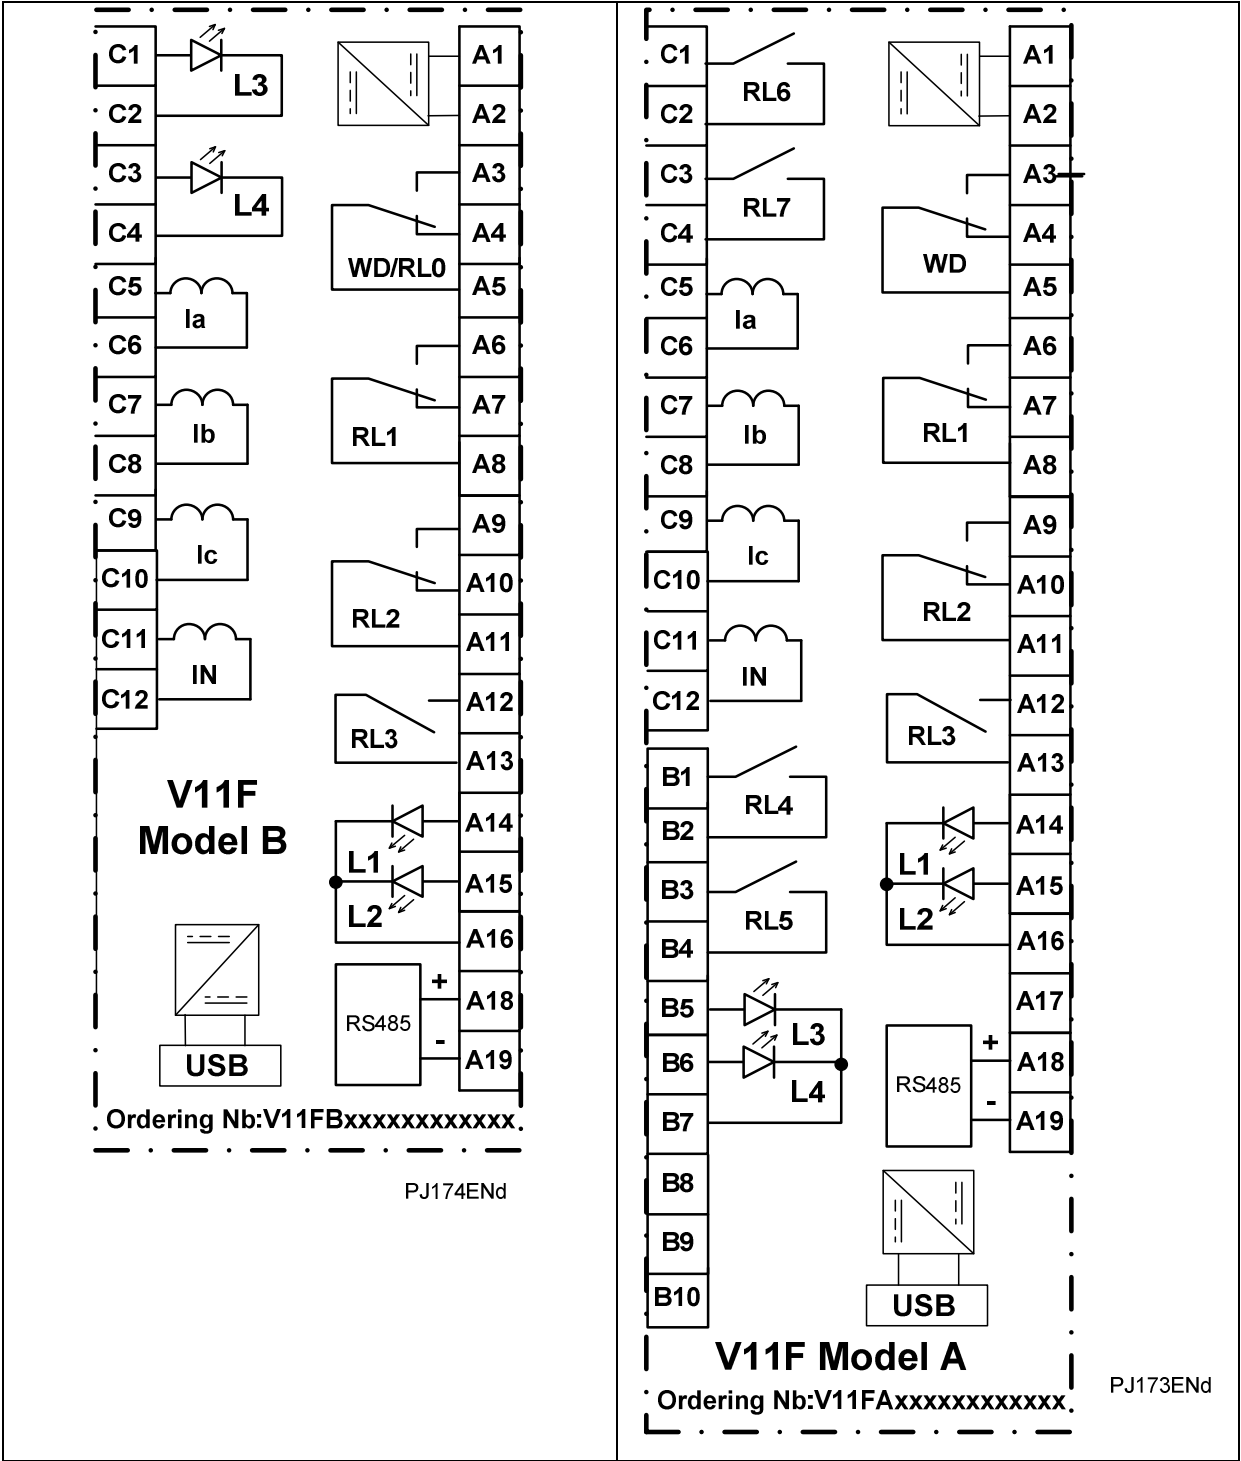 C1
L3
C2
C3
L4
C4
C5
Ia
C6
C7
Ib
C8
C9
Ic
C10
C11
IN
C12
A1
A2
A3
A4
WD/RL0
A5
A6
A7
RL1
A8
A9
A10
RL2
A11
A12
RL3
A13
A14
L1
A15
L2
A16
+
A18
RS485
-
A19
V11F
Model B
USB
Ordering Nb:V11FBxxxxxxxxxxxx
PJ174ENd
C1
RL6
C2
C3
RL7
C4
C5
Ia
C6
C7
Ib
C8
C9
Ic
C10
C11
IN
C12
B1
RL4
B2
B3
RL5
B4
B5
L3
B6
L4
B7
B8
B9
B10
A1
A2
A3
A4
WD
A5
A6
A7
RL1
A8
A9
A10
RL2
A11
A12
RL3
A13
A14
L1
A15
L2
A16
A17
+
A18
RS485
-
A19
USB
V11F Model A
Ordering Nb:V11FAxxxxxxxxxxxx
PJ173ENd